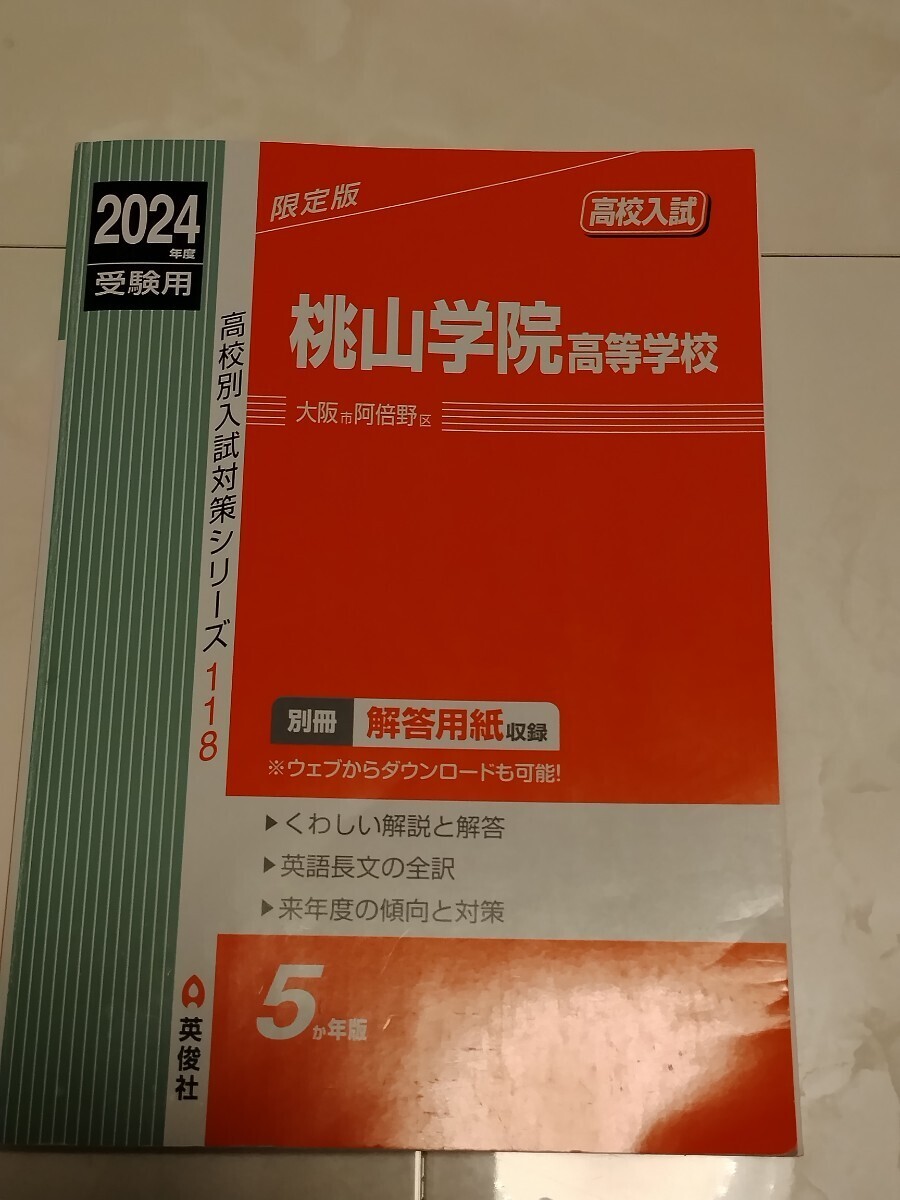 2024
年度
受験用
限定版
高校入試
桃山学院高等学校
大阪市阿倍野区
高校別入試対策シリーズ118
別冊 解答用紙収録
※ウェブからダウンロードも可能!
▶くわしい解説と解答
▶英語長文の全訳
▶来年度の傾向と対策
5か年版
英俊社